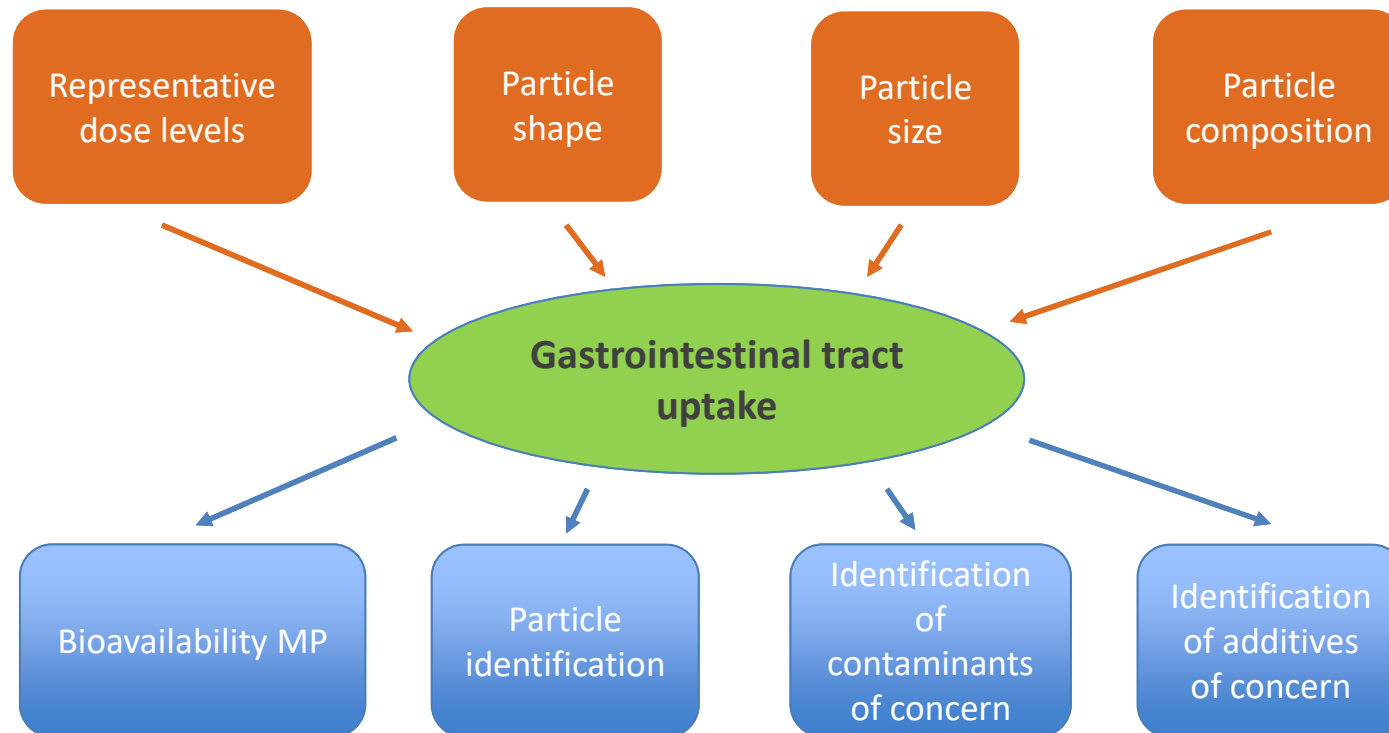 Representative
dose levels
Particle
shape
Particle
size
Particle
composition
Gastrointestinal tract
uptake
Bioavailability MP
Particle
identification
Identification
of
contaminants
of concern
Identification
of additives
of concern